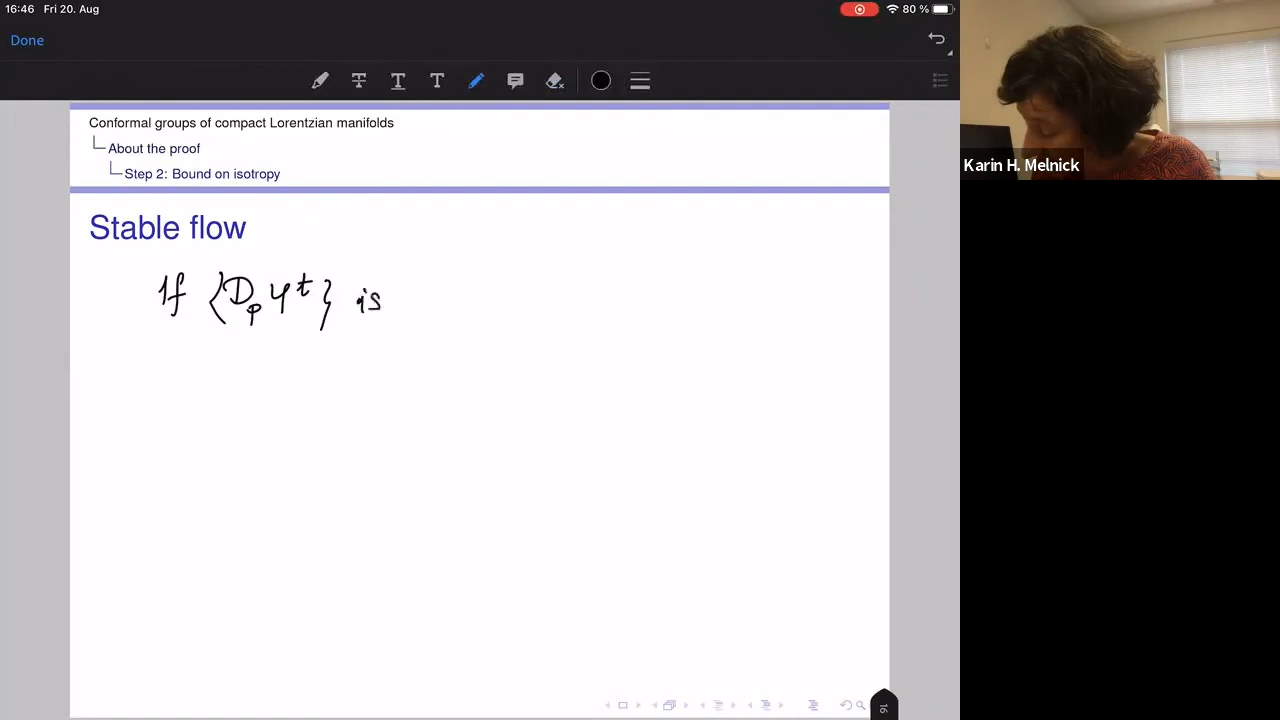 16:46 Fri 20. Aug
80 %
Done
T T T
Conformal groups of compact Lorentzian manifolds
About the proof
Step 2: Bound on isotropy
Karin H. Melnick
Stable flow
If {D_p φ^t} is
16